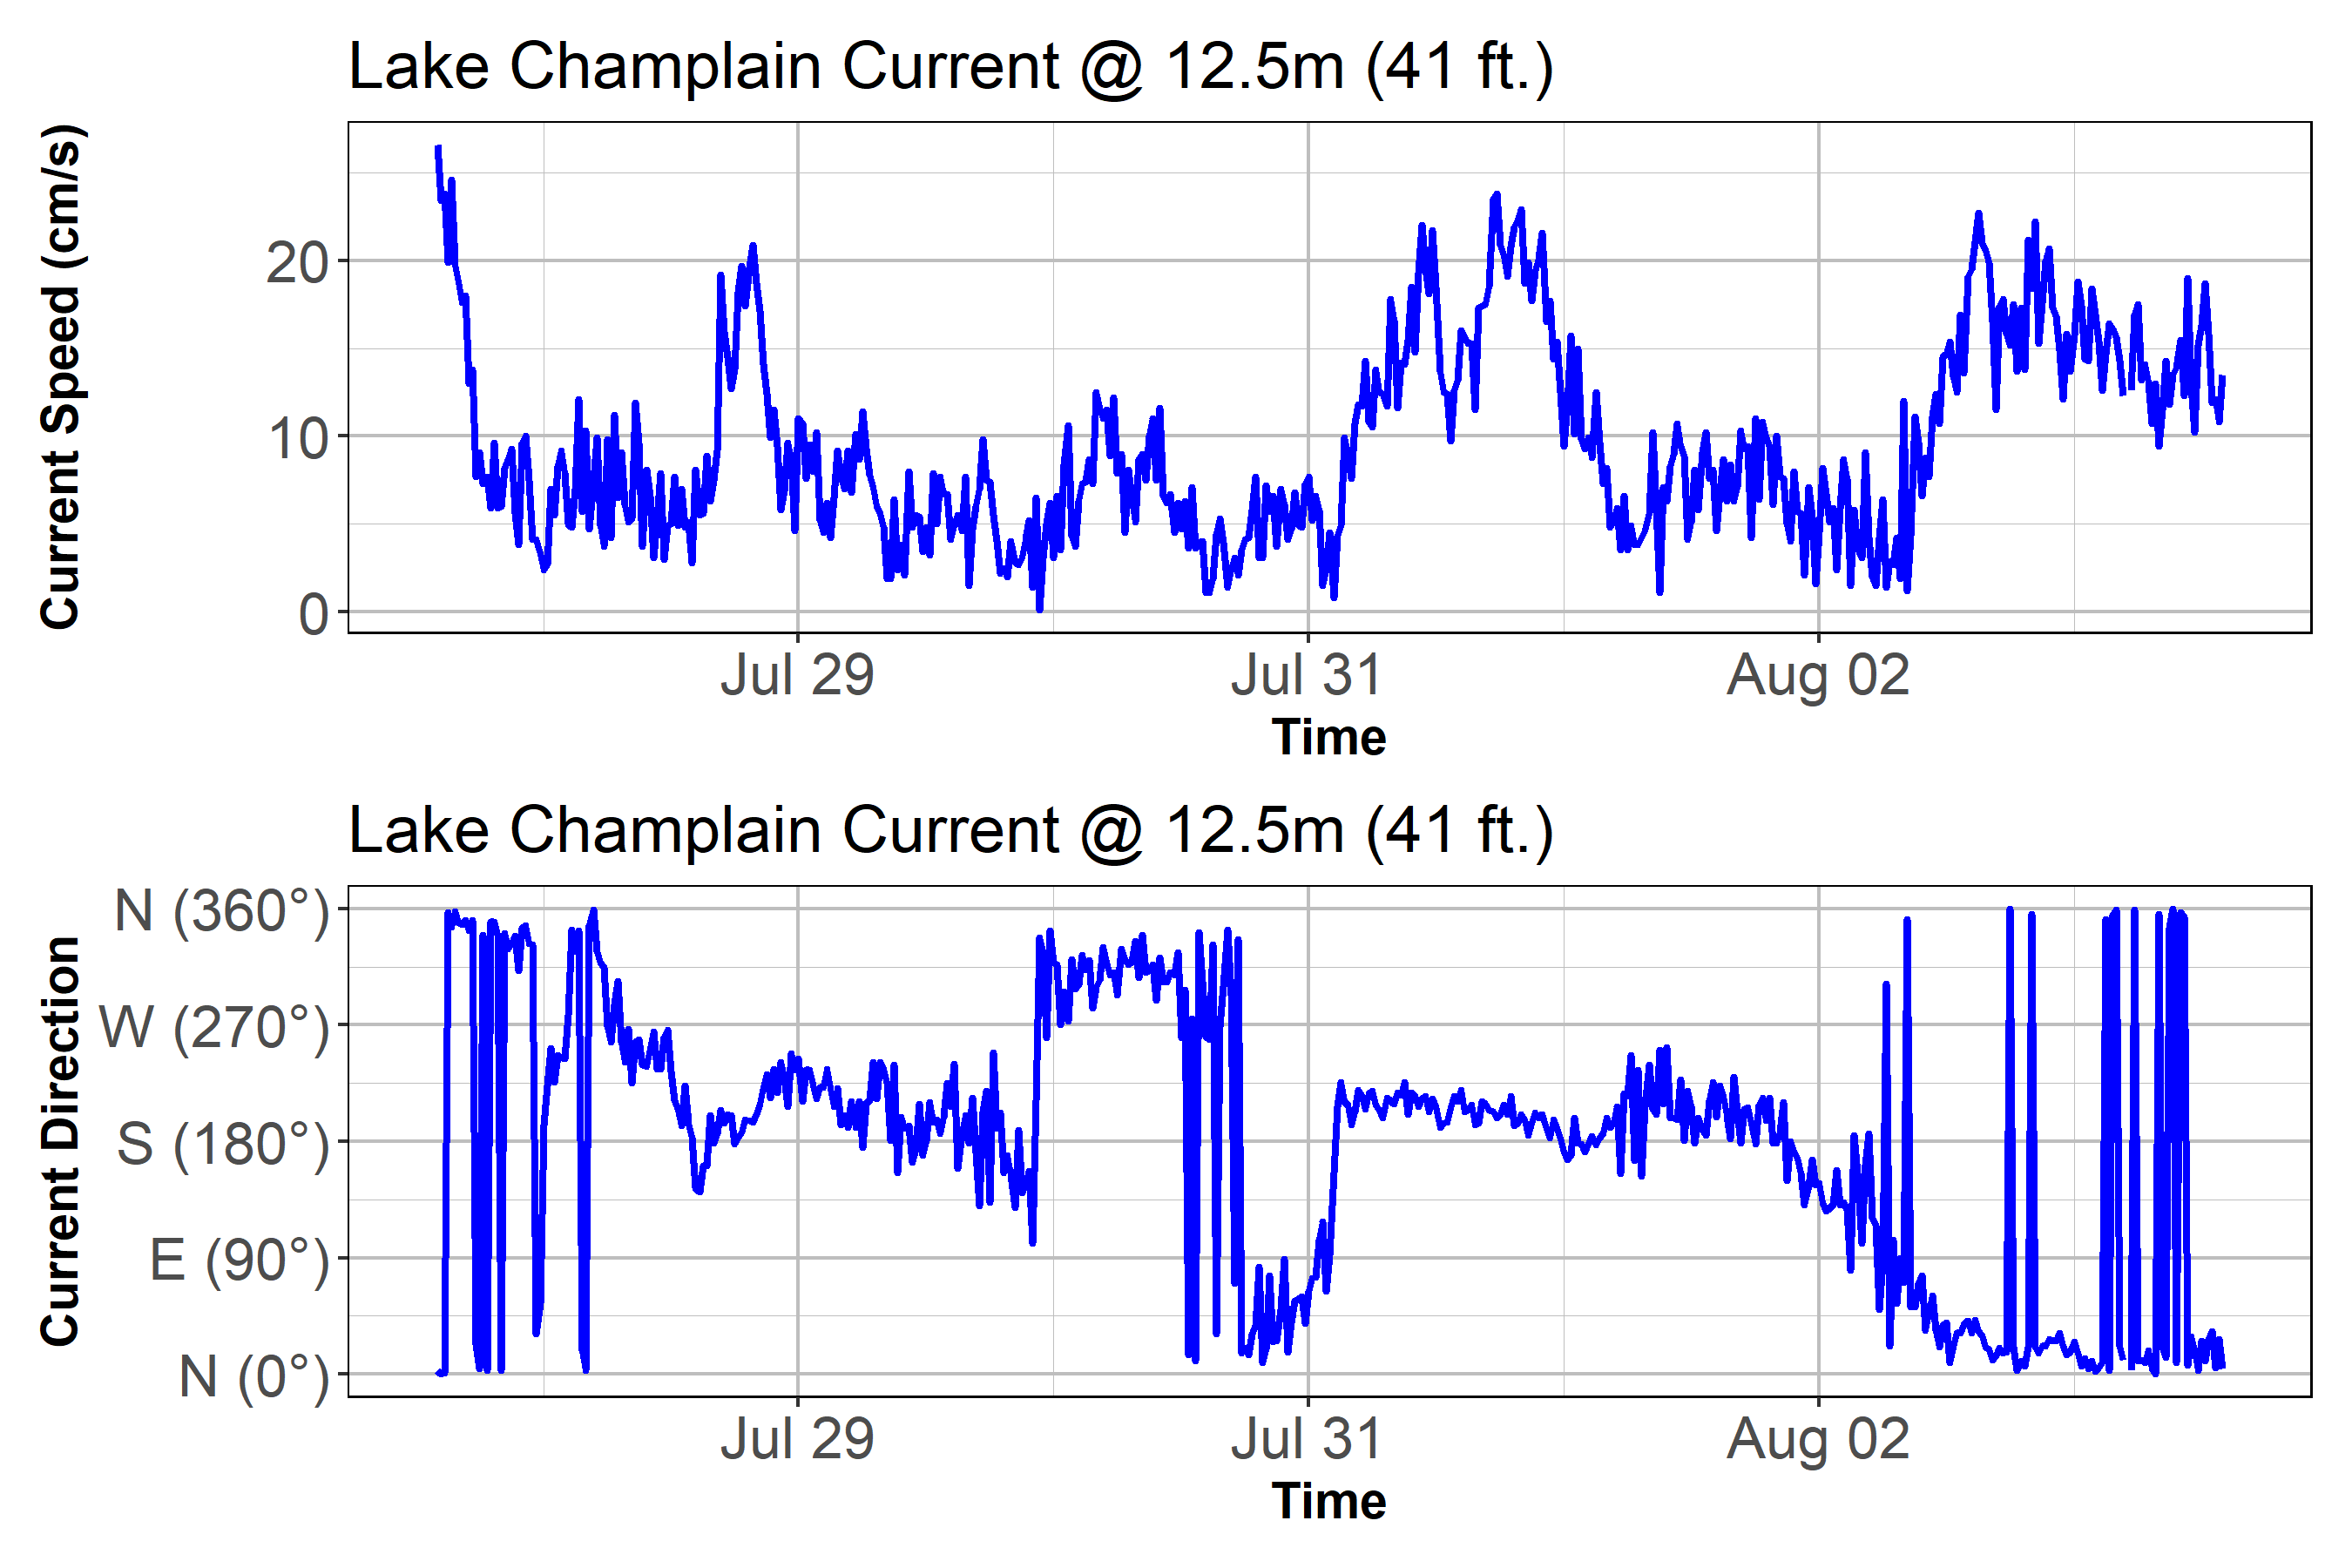 Lake Champlain Current @ 12.5m (41 ft.)
Current Speed (cm/s)
20
10
0
Jul 29
Jul 31
Aug 02
Time
Lake Champlain Current @ 12.5m (41 ft.)
Current Direction
N (360°)
W (270°)
S (180°)
E (90°)
N (0°)
Jul 29
Jul 31
Aug 02
Time